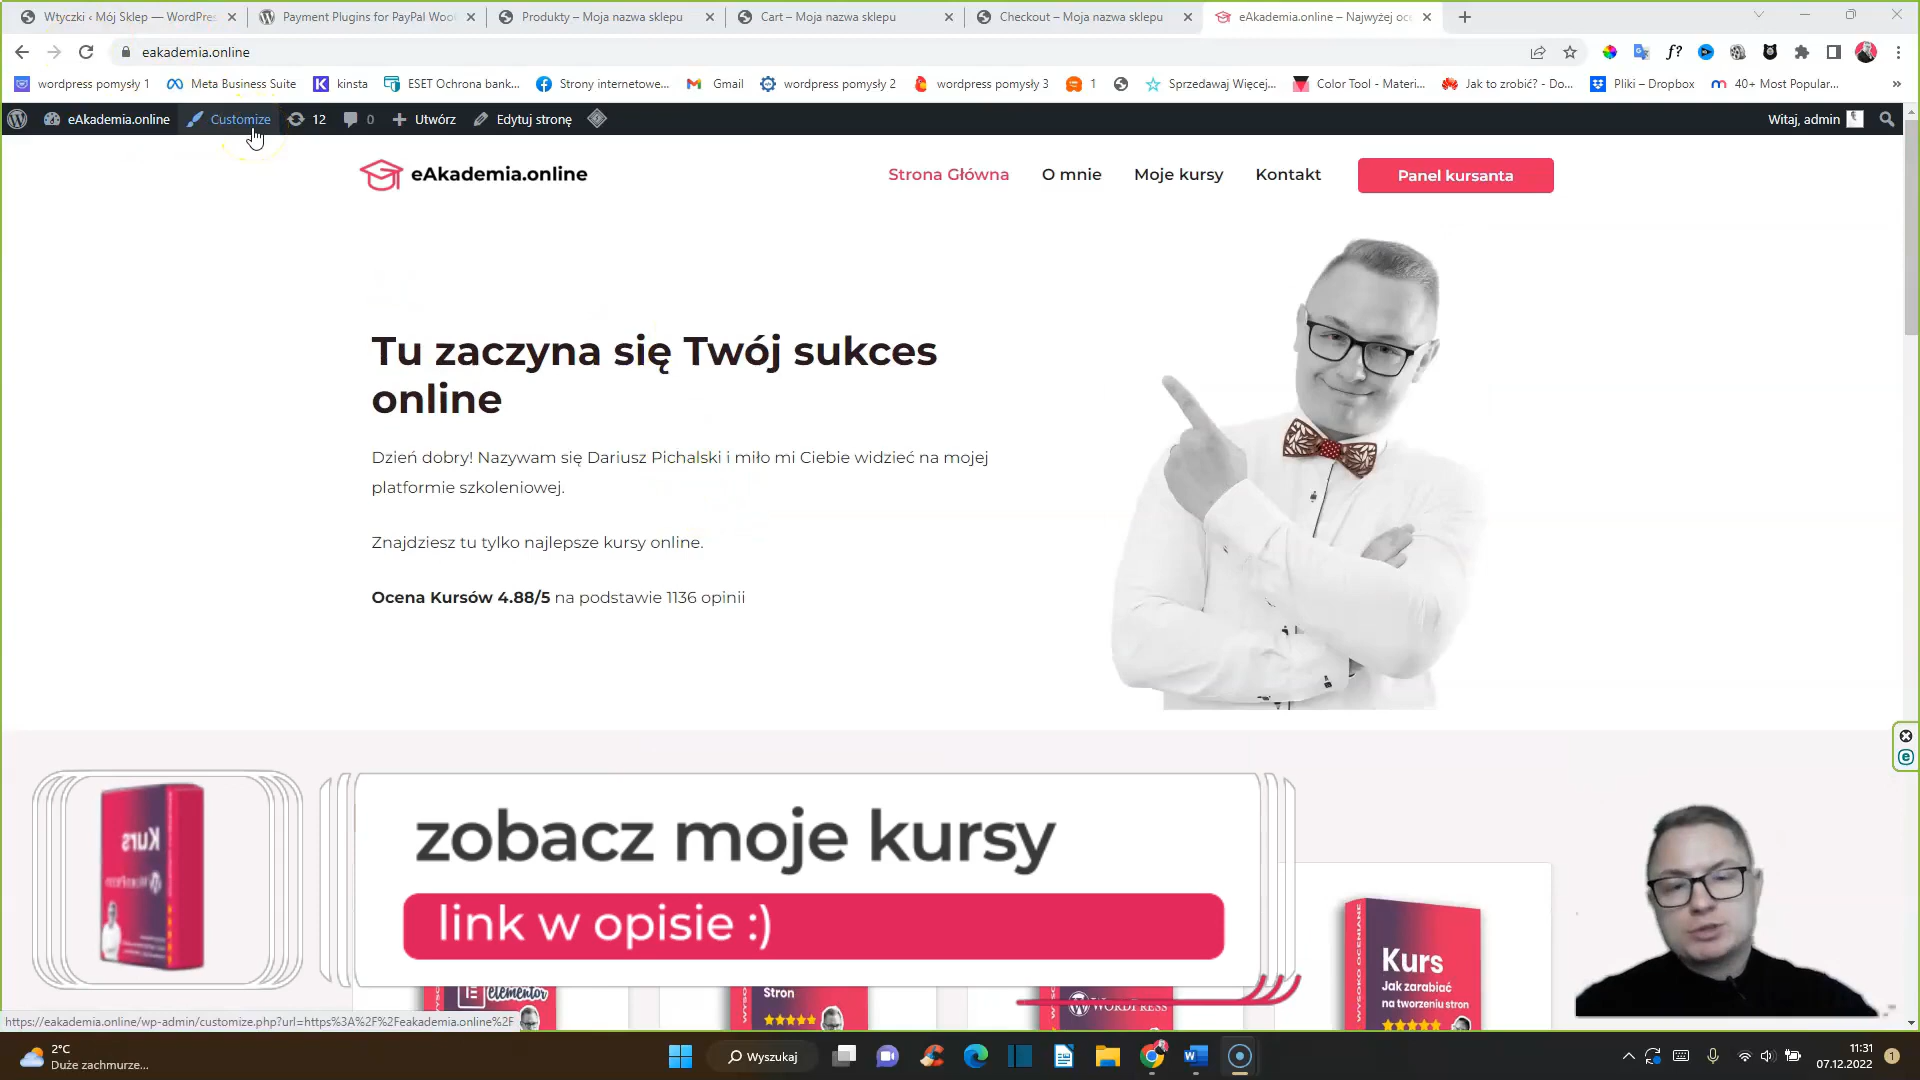 Wtyczki ‹ Mój Sklep — WordPre
Payment Plugins for PayPal Woo
Produkty – Moja nazwa sklepu
Cart – Moja nazwa sklepu
Checkout – Moja nazwa sklepu
eAkademia.online – Najwyżej oc
eakademia.online
wordpress pomysły 1
Meta Business Suite
kinsta
ESET Ochrona bank...
Strony internetowe...
Gmail
wordpress pomysły 2
wordpress pomysły 3
1
Sprzedawaj Więcej,...
Color Tool - Materi...
Jak to zrobić? - Do...
Pliki – Dropbox
40+ Most Popular...
eAkademia.online
Customize
12
0
Utwórz
Edytuj stronę
Witaj, admin
eAkademia.online
Strona Główna
O mnie
Moje kursy
Kontakt
Panel kursanta
Tu zaczyna się Twój sukces
online
Dzień dobry! Nazywam się Dariusz Pichalski i miło mi Ciebie widzieć na mojej
platformie szkoleniowej.
Znajdziesz tu tylko najlepsze kursy online.
Ocena Kursów 4.88/5 na podstawie 1136 opinii
zobacz moje kursy
link w opisie :)
Kurs
elementor
Stron
WORDPRESS
WYSOKO OCENIANE
Kurs
Jak zarabiać
na tworzeniu stron
https://eakademia.online/wp-admin/customize.php?url=https%3A%2F%2Feakademia.online%2F
2°C
Duże zachmurze...
Wyszukaj
11:31
07.12.2022
1